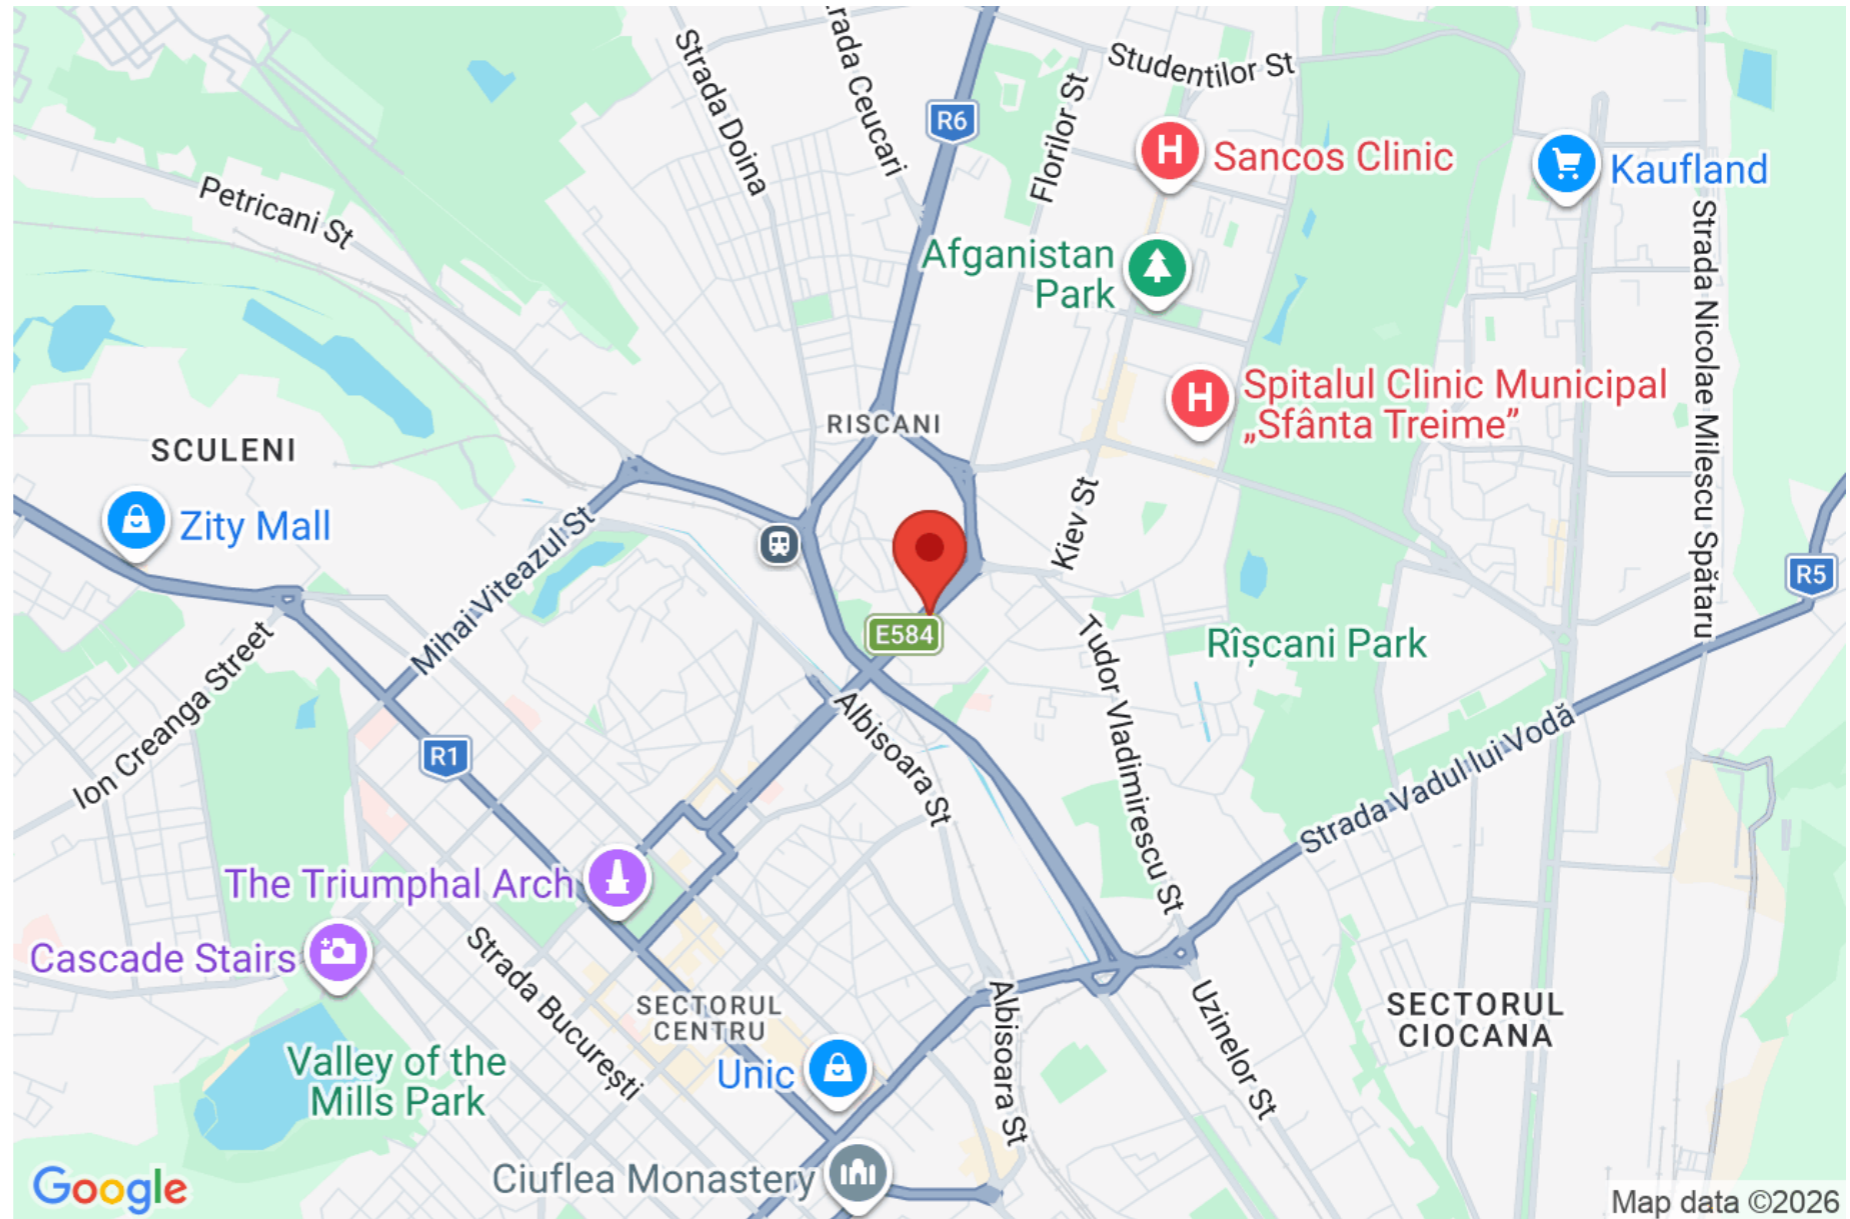 Strada Doina
rada Ceucari
Studentilor St
Florilor St
R6
Sancos Clinic
Kaufland
Petricani St
Afganistan
Park
Strada Nicolae Milescu Spătaru
Spitalul Clinic Municipal
„Sfânta Treime”
RISCANI
SCULENI
Zity Mall
Mihai Viteazul St
Kiev St
R5
E584
Rîșcani Park
Ion Creanga Street
Tudor Vladimirescu St
R1
Albisoara St
Strada Vadul lui Vodă
The Triumphal Arch
Cascade Stairs
Strada București
SECTORUL
CENTRU
Albisoara St
Uzinelor St
SECTORUL
CIOCANA
Valley of the
Mills Park
Unic
Ciuflea Monastery
Google
Map data ©2026